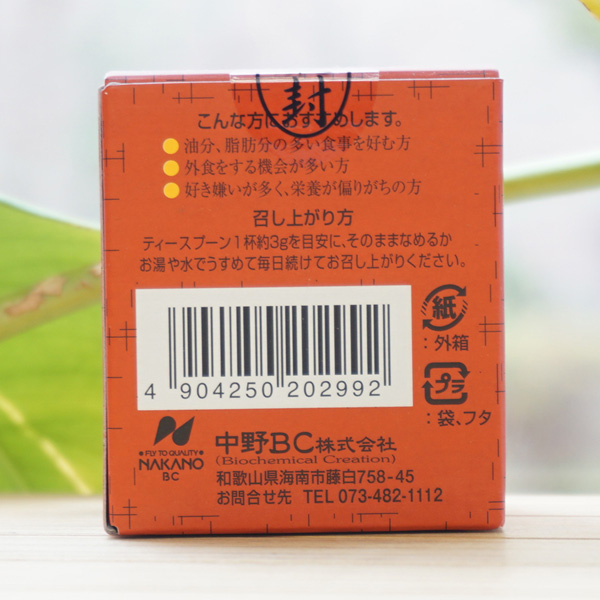 封
こんな方におすすめします。
油分、脂肪分の多い食事を好む方
外食をする機会が多い方
好き嫌いが多く、栄養が偏りがちの方
召し上がり方
ティースプーン1杯約3gを目安に、そのままなめるか
お湯や水でうすめて毎日続けてお召し上がりください。
紙
:外箱
4 904250 202992
プラ
:袋、フタ
FLY TO QUALITY
NAKANO
BC
中野BC株式会社
(Biochemical Creation)
和歌山県海南市藤白758-45
お問合せ先 TEL 073-482-1112